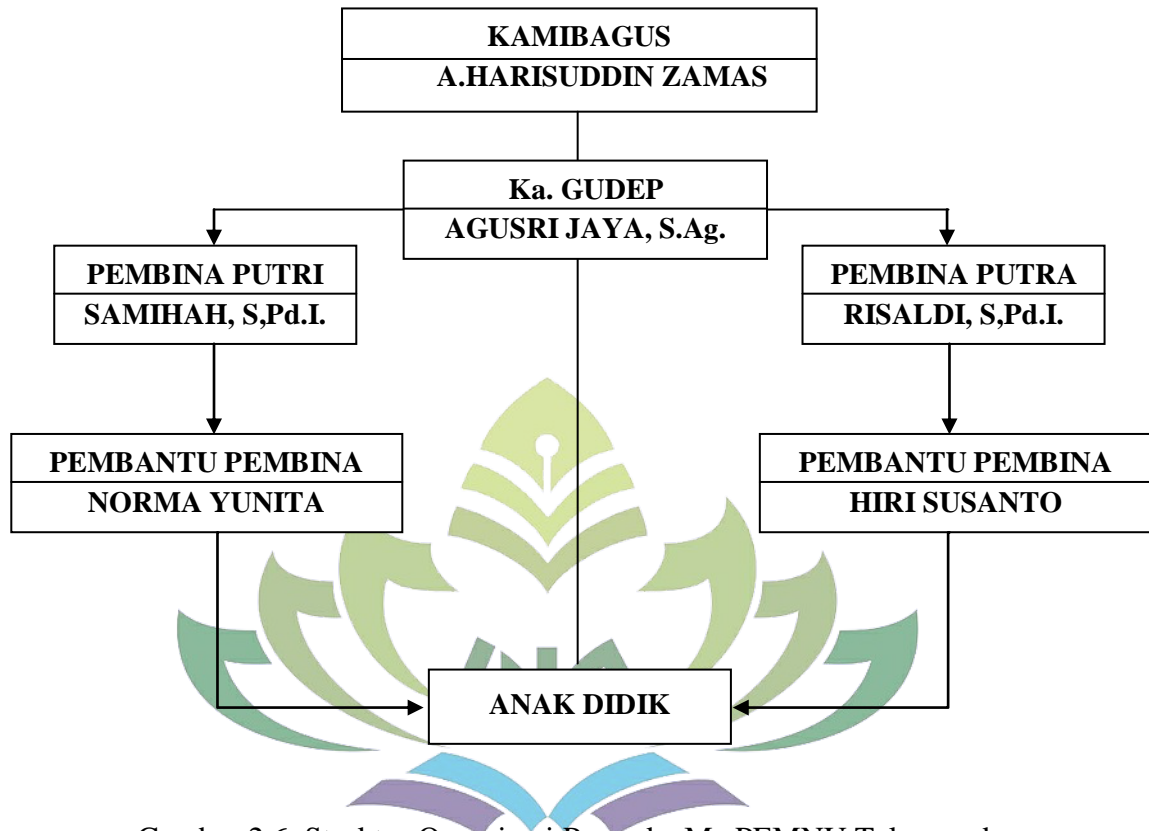 KAMIBAGUS
A.HARISUDDIN ZAMAS
Ka. GUDEP
AGUSRI JAYA, S.Ag.
PEMBINA PUTRI
SAMIHAH, S,Pd.I.
PEMBINA PUTRA
RISALDI, S,Pd.I.
PEMBANTU PEMBINA
NORMA YUNITA
PEMBANTU PEMBINA
HIRI SUSANTO
ANAK DIDIK